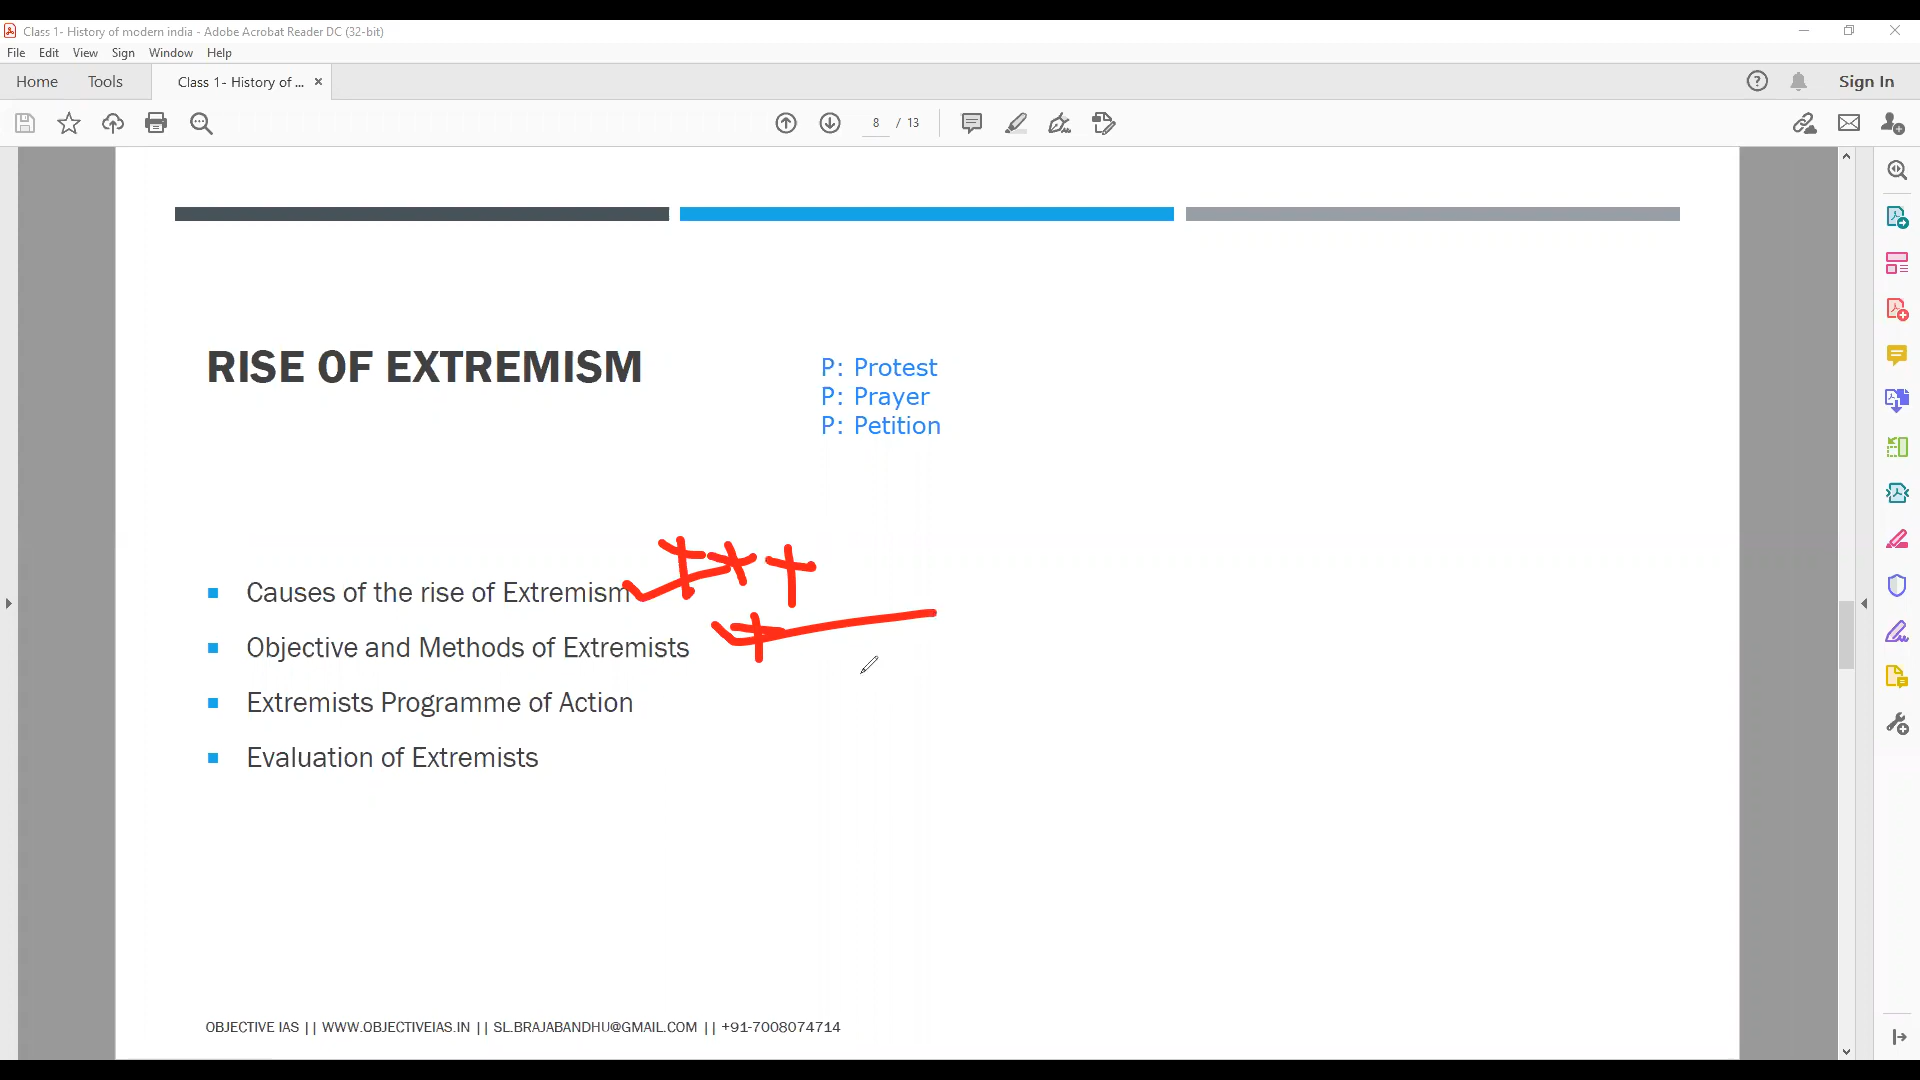 Class 1- History of modern india - Adobe Acrobat Reader DC (32-bit)
File Edit View Sign Window Help
Home Tools Class 1- History of ... × Sign In
8 / 13
RISE OF EXTREMISM
P: Protest
P: Prayer
P: Petition
Causes of the rise of Extremism
Objective and Methods of Extremists
Extremists Programme of Action
Evaluation of Extremists
OBJECTIVE IAS || WWW.OBJECTIVEIAS.IN || SL.BRAJABANDHU@GMAIL.COM || +91-7008074714